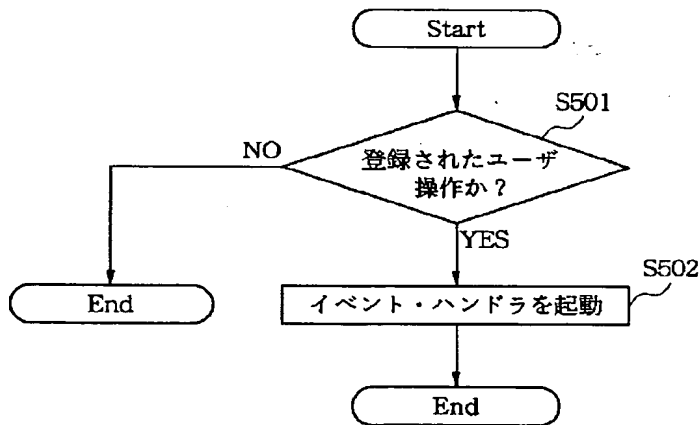 Start
S501
登録されたユーザ
操作か？
NO
YES
S502
イベント・ハンドラを起動
End
End